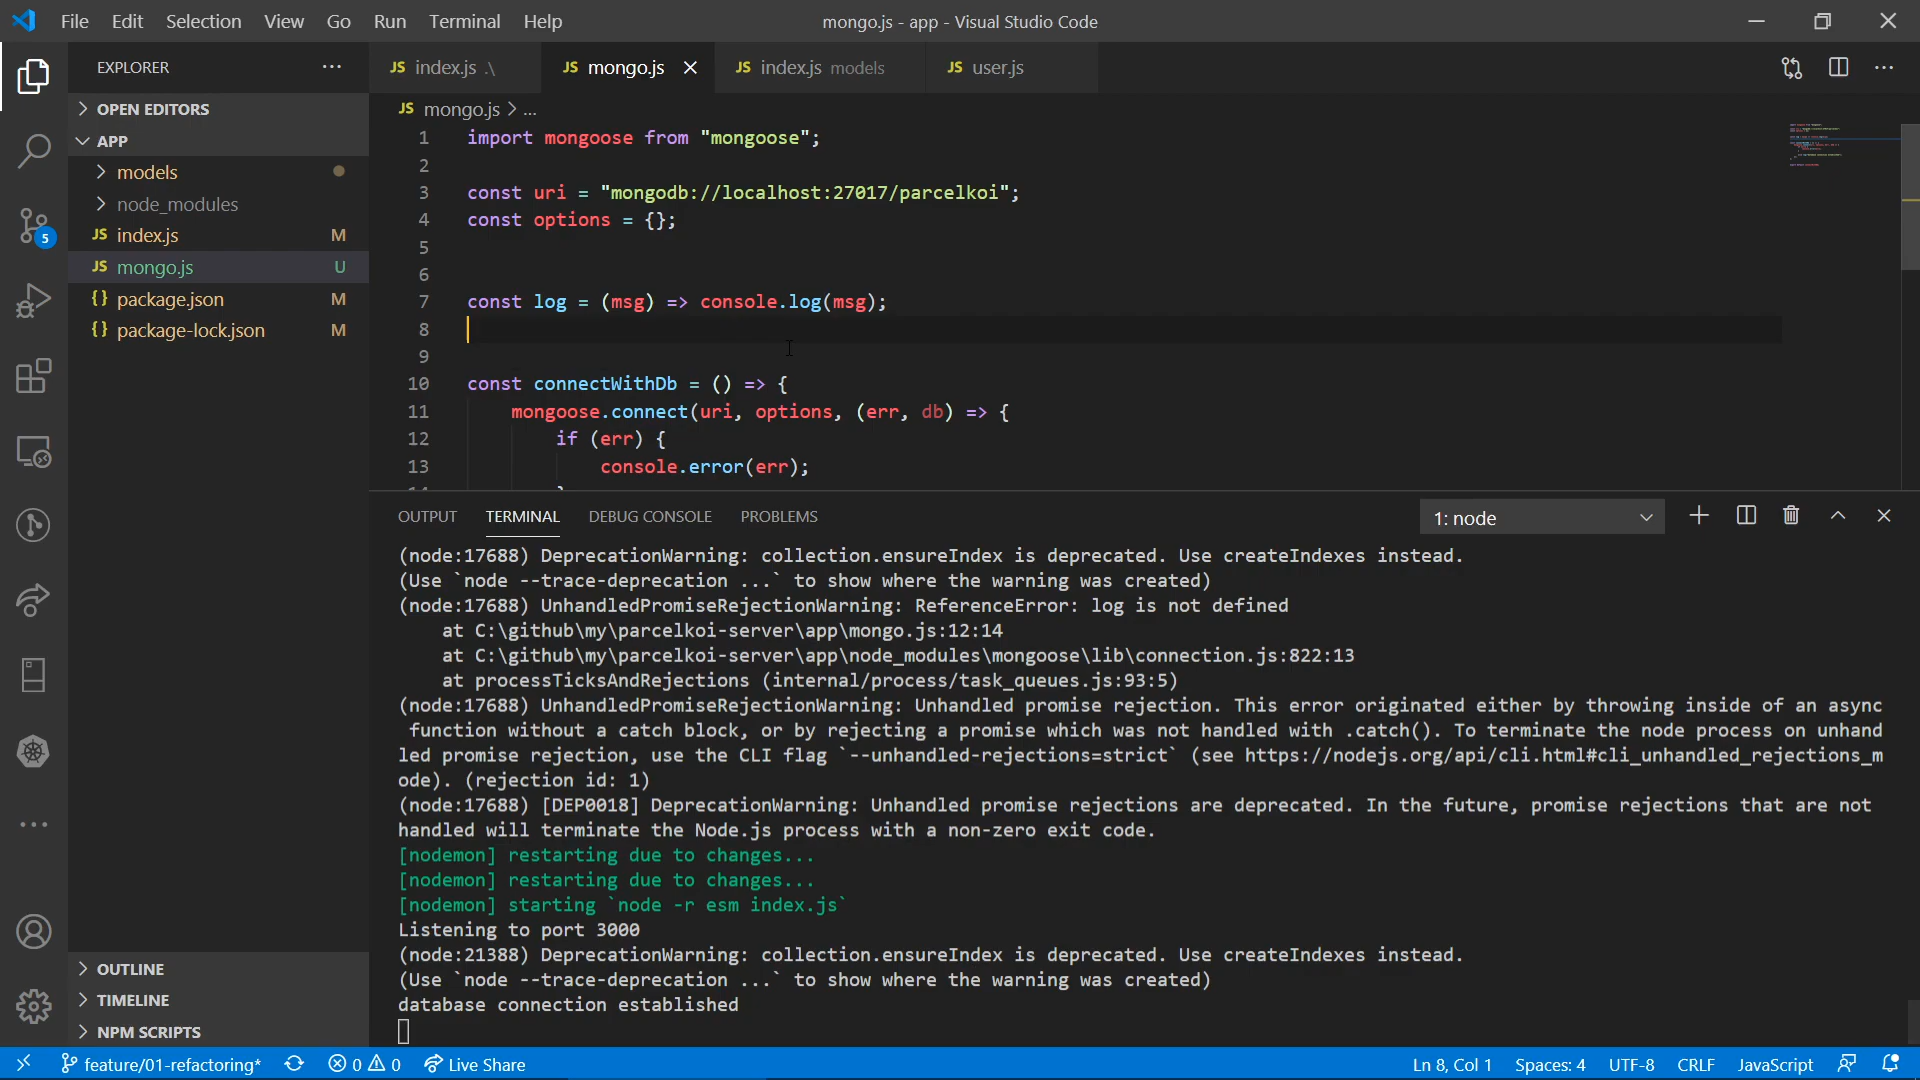 File Edit Selection View Go Run Terminal Help
mongo.js - app - Visual Studio Code
EXPLORER ...
OPEN EDITORS
APP
models
node_modules
JS index.js M
JS mongo.js U
{} package.json M
{} package-lock.json M
5
OUTLINE
TIMELINE
NPM SCRIPTS
JS index.js .\
JS mongo.js
JS index.js models
JS user.js
JS mongo.js > ...
1 import mongoose from "mongoose";
2
3 const uri = "mongodb://localhost:27017/parcelkoi";
4 const options = {};
5
6
7 const log = (msg) => console.log(msg);
8
9
10 const connectWithDb = () => {
11 mongoose.connect(uri, options, (err, db) => {
12 if (err) {
13 console.error(err);
OUTPUT TERMINAL DEBUG CONSOLE PROBLEMS
1: node
(node:17688) DeprecationWarning: collection.ensureIndex is deprecated. Use createIndexes instead.
(Use `node --trace-deprecation ...` to show where the warning was created)
(node:17688) UnhandledPromiseRejectionWarning: ReferenceError: log is not defined
at C:\github\my\parcelkoi-server\app\mongo.js:12:14
at C:\github\my\parcelkoi-server\app\node_modules\mongoose\lib\connection.js:822:13
at processTicksAndRejections (internal/process/task_queues.js:93:5)
(node:17688) UnhandledPromiseRejectionWarning: Unhandled promise rejection. This error originated either by throwing inside of an async
function without a catch block, or by rejecting a promise which was not handled with .catch(). To terminate the node process on unhand
led promise rejection, use the CLI flag `--unhandled-rejections=strict` (see https://nodejs.org/api/cli.html#cli_unhandled_rejections_m
ode). (rejection id: 1)
(node:17688) [DEP0018] DeprecationWarning: Unhandled promise rejections are deprecated. In the future, promise rejections that are not
handled will terminate the Node.js process with a non-zero exit code.
[nodemon] restarting due to changes...
[nodemon] restarting due to changes...
[nodemon] starting `node -r esm index.js`
Listening to port 3000
(node:21388) DeprecationWarning: collection.ensureIndex is deprecated. Use createIndexes instead.
(Use `node --trace-deprecation ...` to show where the warning was created)
database connection established
feature/01-refactoring* 0 0 Live Share
Ln 8, Col 1 Spaces: 4 UTF-8 CRLF JavaScript